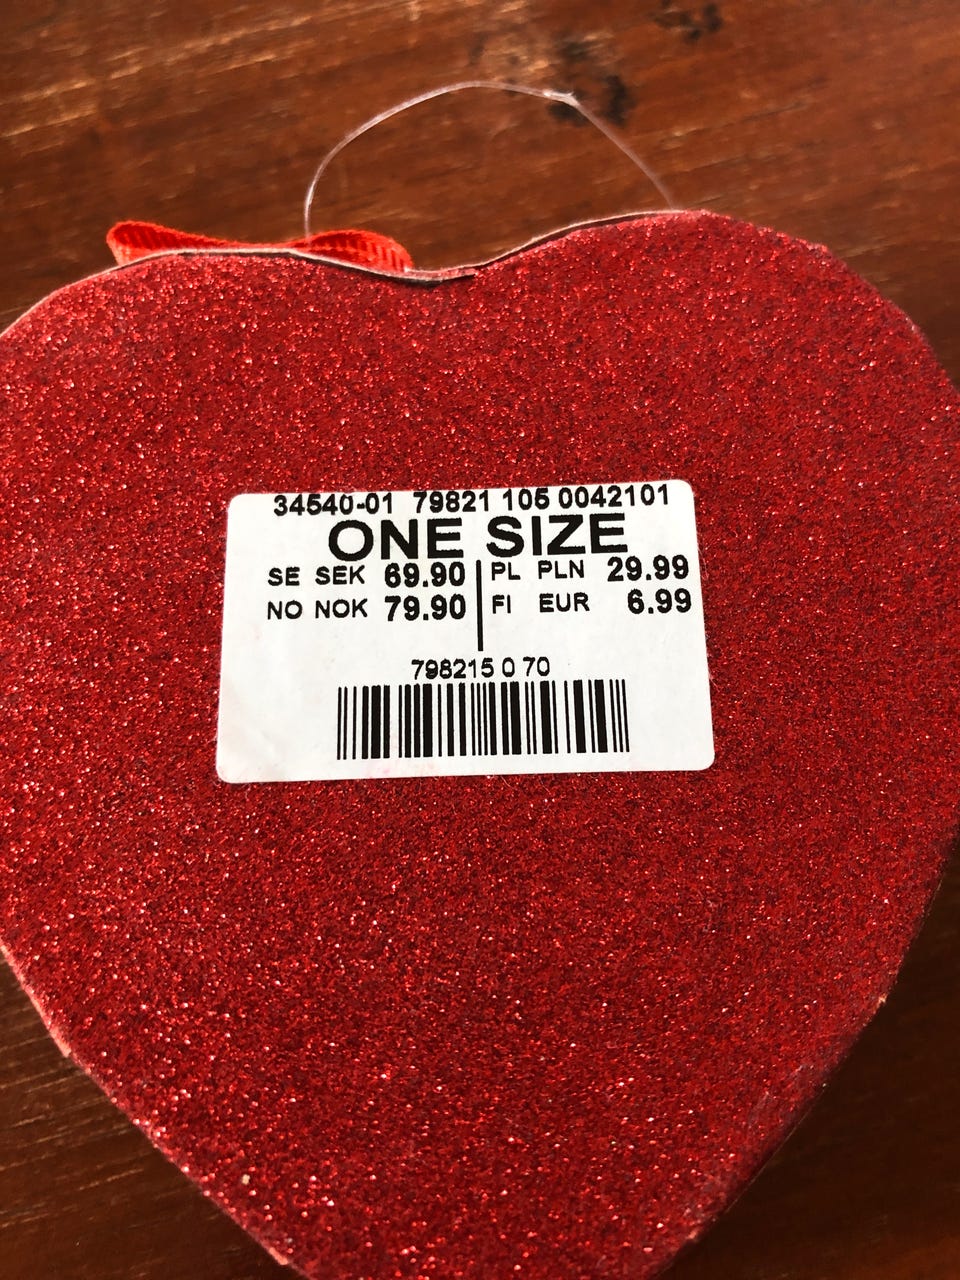 34540-01 79821 105 0042101
ONE SIZE
SE SEK 69.90 PL PLN 29.99
NO NOK 79.90 FI EUR 6.99
798215 0 70